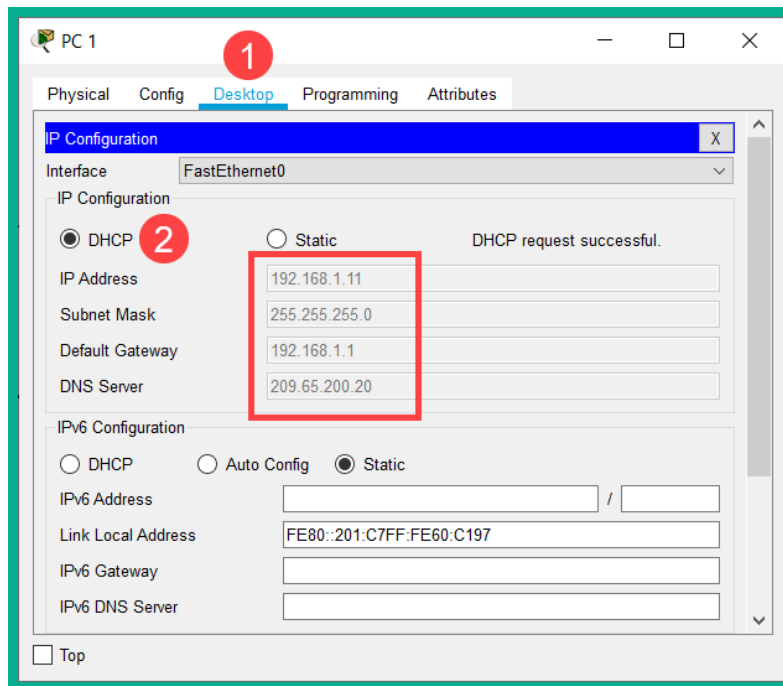 PC 1
1
Physical Config Desktop Programming Attributes
IP Configuration X
Interface FastEthernet0
IP Configuration
DHCP 2 Static DHCP request successful.
IP Address 192.168.1.11
Subnet Mask 255.255.255.0
Default Gateway 192.168.1.1
DNS Server 209.65.200.20
IPv6 Configuration
DHCP Auto Config Static
IPv6 Address /
Link Local Address FE80::201:C7FF:FE60:C197
IPv6 Gateway
IPv6 DNS Server
Top